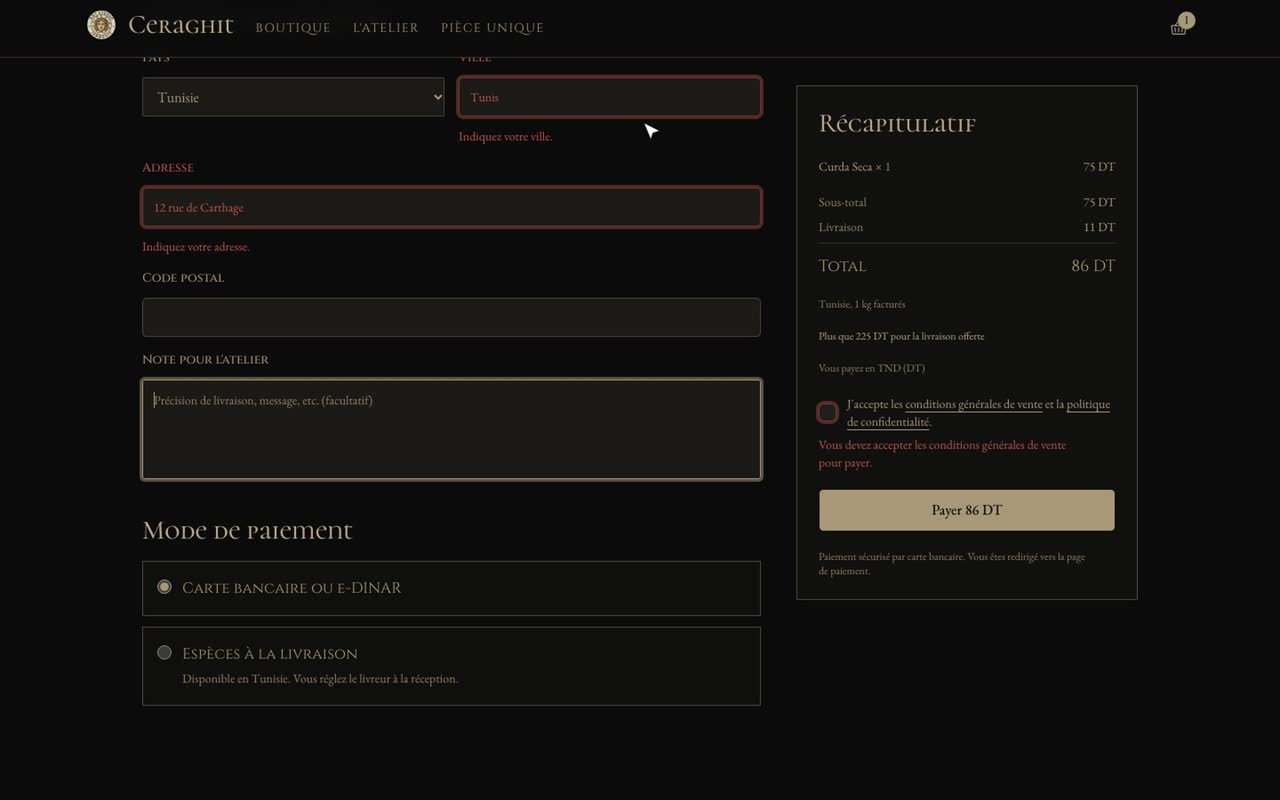 Ceraghit
BOUTIQUE
L'ATELIER
PIÈCE UNIQUE
1
PAYS
VILLE
Tunisie
Tunis
Indiquez votre ville.
ADRESSE
12 rue de Carthage
Indiquez votre adresse.
CODE POSTAL
NOTE POUR L'ATELIER
Précision de livraison, message, etc. (facultatif)
Mode de paiement
CARTE BANCAIRE OU E-DINAR
ESPÈCES À LA LIVRAISON
Disponible en Tunisie. Vous réglez le livreur à la réception.
Récapitulatif
Curda Seca × 1 75 DT
Sous-total 75 DT
Livraison 11 DT
TOTAL 86 DT
Tunisie, 1 kg facturés
Plus que 225 DT pour la livraison offerte
Vous payez en TND (DT)
J'accepte les conditions générales de vente et la politique
de confidentialité.
Vous devez accepter les conditions générales de vente
pour payer.
Payer 86 DT
Paiement sécurisé par carte bancaire. Vous êtes redirigé vers la page
de paiement.